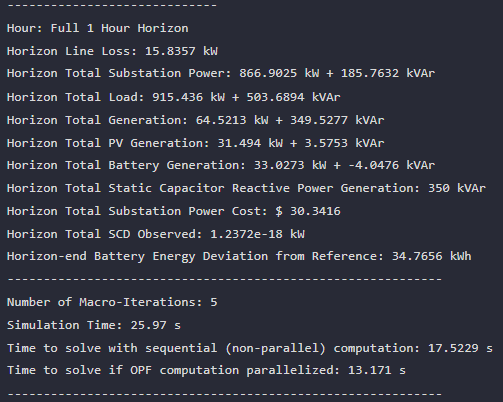 -----------------------------
Hour: Full 1 Hour Horizon
Horizon Line Loss: 15.8357 kW
Horizon Total Substation Power: 866.9025 kW + 185.7632 kVAr
Horizon Total Load: 915.436 kW + 503.6894 kVAr
Horizon Total Generation: 64.5213 kW + 349.5277 kVAr
Horizon Total PV Generation: 31.494 kW + 3.5753 kVAr
Horizon Total Battery Generation: 33.0273 kW + -4.0476 kVAr
Horizon Total Static Capacitor Reactive Power Generation: 350 kVAr
Horizon Total Substation Power Cost: $ 30.3416
Horizon Total SCD Observed: 1.2372e-18 kW
Horizon-end Battery Energy Deviation from Reference: 34.7656 kWh
------------------------------------------------------------
Number of Macro-Iterations: 5
Simulation Time: 25.97 s
Time to solve with sequential (non-parallel) computation: 17.5229 s
Time to solve if OPF computation parallelized: 13.171 s
------------------------------------------------------------